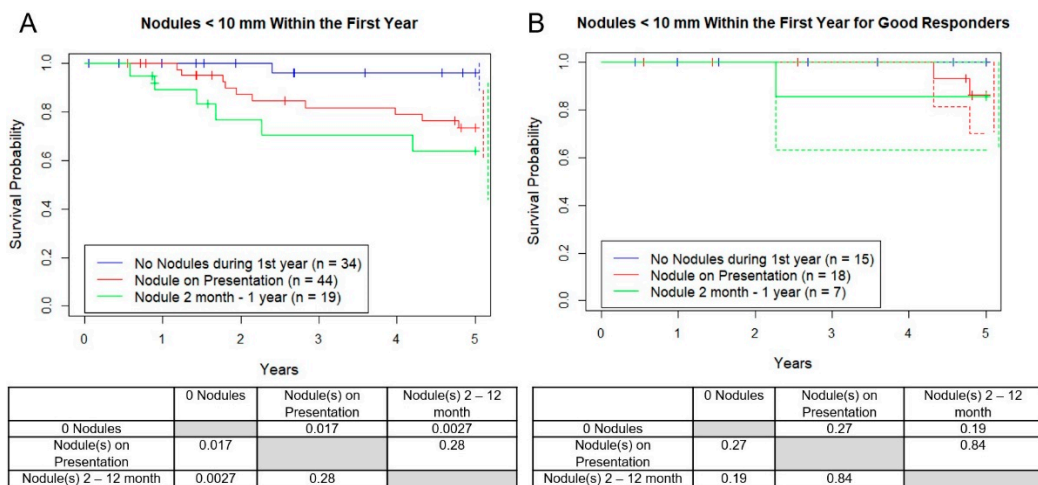 A
Nodules < 10 mm Within the First Year
Survival Probability
1.0
0.8
0.6
0.4
0.2
0.0
No Nodules during 1st year (n = 34)
Nodule on Presentation (n = 44)
Nodule 2 month - 1 year (n = 19)
0 1 2 3 4 5
Years
0 Nodules Nodule(s) on Presentation Nodule(s) 2 – 12 month
0 Nodules 0.017 0.0027
Nodule(s) on Presentation 0.017 0.28
Nodule(s) 2 – 12 month 0.0027 0.28
B
Nodules < 10 mm Within the First Year for Good Responders
Survival Probability
1.0
0.8
0.6
0.4
0.2
0.0
No Nodules during 1st year (n = 15)
Nodule on Presentation (n = 18)
Nodule 2 month - 1 year (n = 7)
0 1 2 3 4 5
Years
0 Nodules Nodule(s) on Presentation Nodule(s) 2 – 12 month
0 Nodules 0.27 0.19
Nodule(s) on Presentation 0.27 0.84
Nodule(s) 2 – 12 month 0.19 0.84